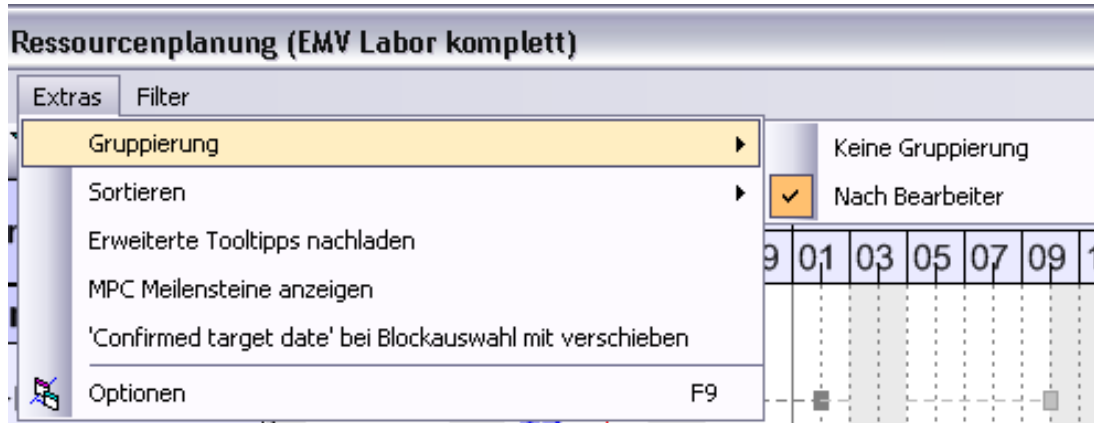 Ressourcenplanung (EMV Labor komplett)
Extras Filter
Gruppierung
Keine Gruppierung
Sortieren
Nach Bearbeiter
Erweiterte Tooltipps nachladen
9 01 03 05 07 09
MPC Meilensteine anzeigen
'Confirmed target date' bei Blockauswahl mit verschieben
Optionen F9